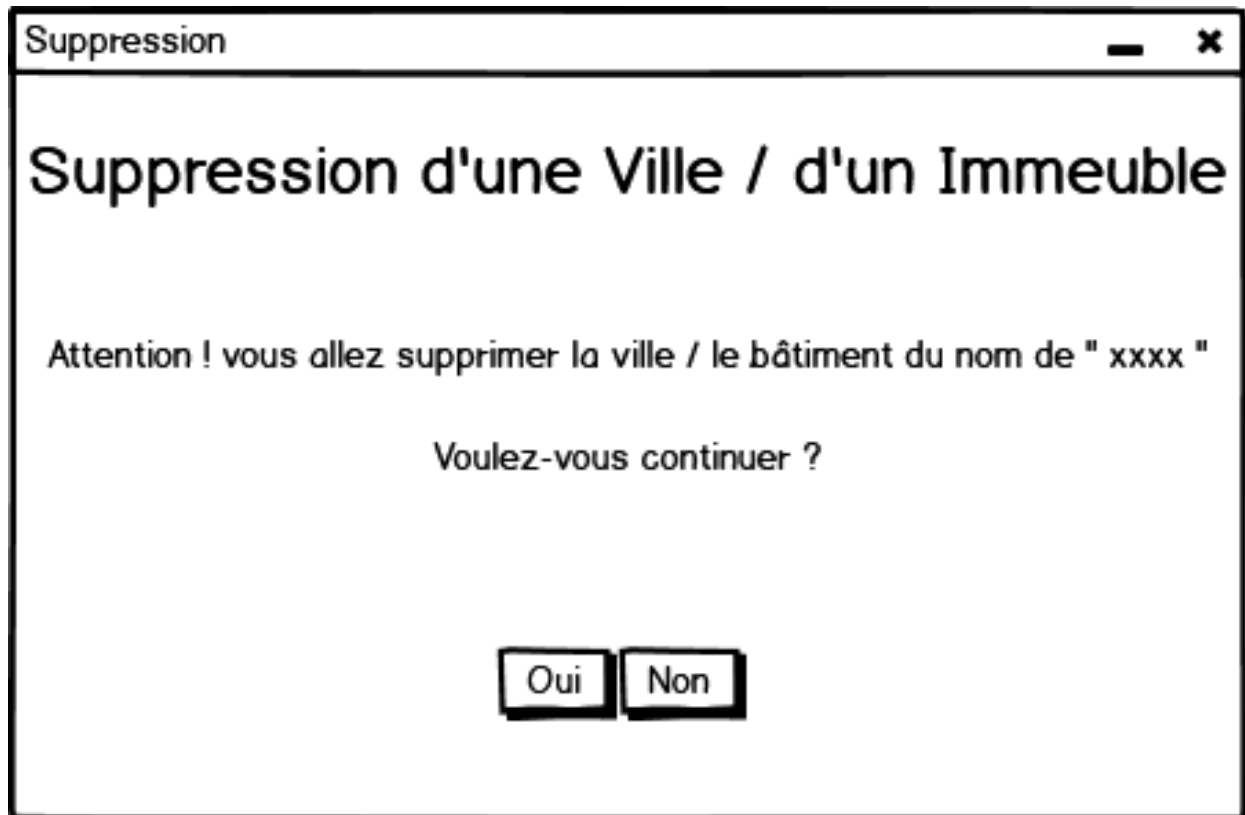 Suppression
Suppression d'une Ville / d'un Immeuble
Attention ! vous allez supprimer la ville / le bâtiment du nom de " xxxx "
Voulez-vous continuer ?
Oui Non